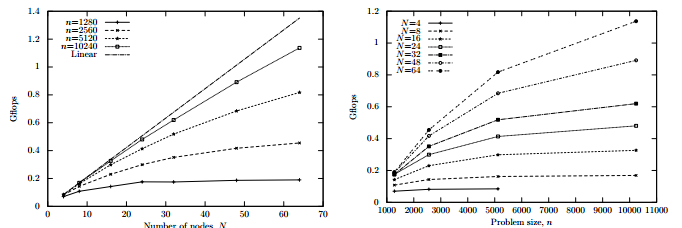 1.4
1.2
1
0.8
0.6
0.4
0.2
0
Gflops
n=1280
n=2560
n=5120
n=10240
Linear
0 10 20 30 40 50 60 70
Number of nodes, N
1.2
1
0.8
0.6
0.4
0.2
0
Gflops
N=4
N=8
N=16
N=24
N=32
N=48
N=64
1000 2000 3000 4000 5000 6000 7000 8000 9000 10000 11000
Problem size, n